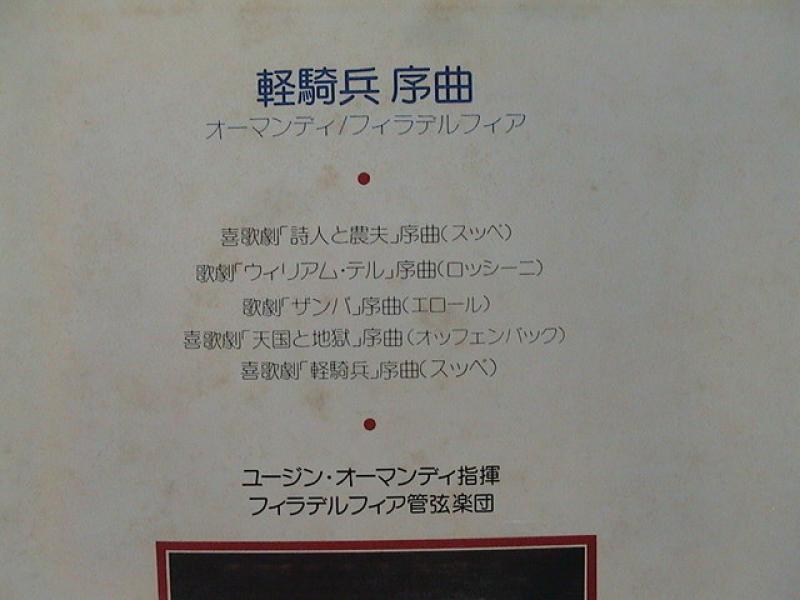 軽騎兵 序曲
オーマンディ/フィラデルフィア
喜歌劇「詩人と農夫」序曲(スッペ)
歌劇「ウィリアム・テル」序曲(ロッシーニ)
歌劇「ザンパ」序曲(エロール)
喜歌劇「天国と地獄」序曲(オッフェンバック)
喜歌劇「軽騎兵」序曲(スッペ)
ユージン・オーマンディ指揮
フィラデルフィア管弦楽団